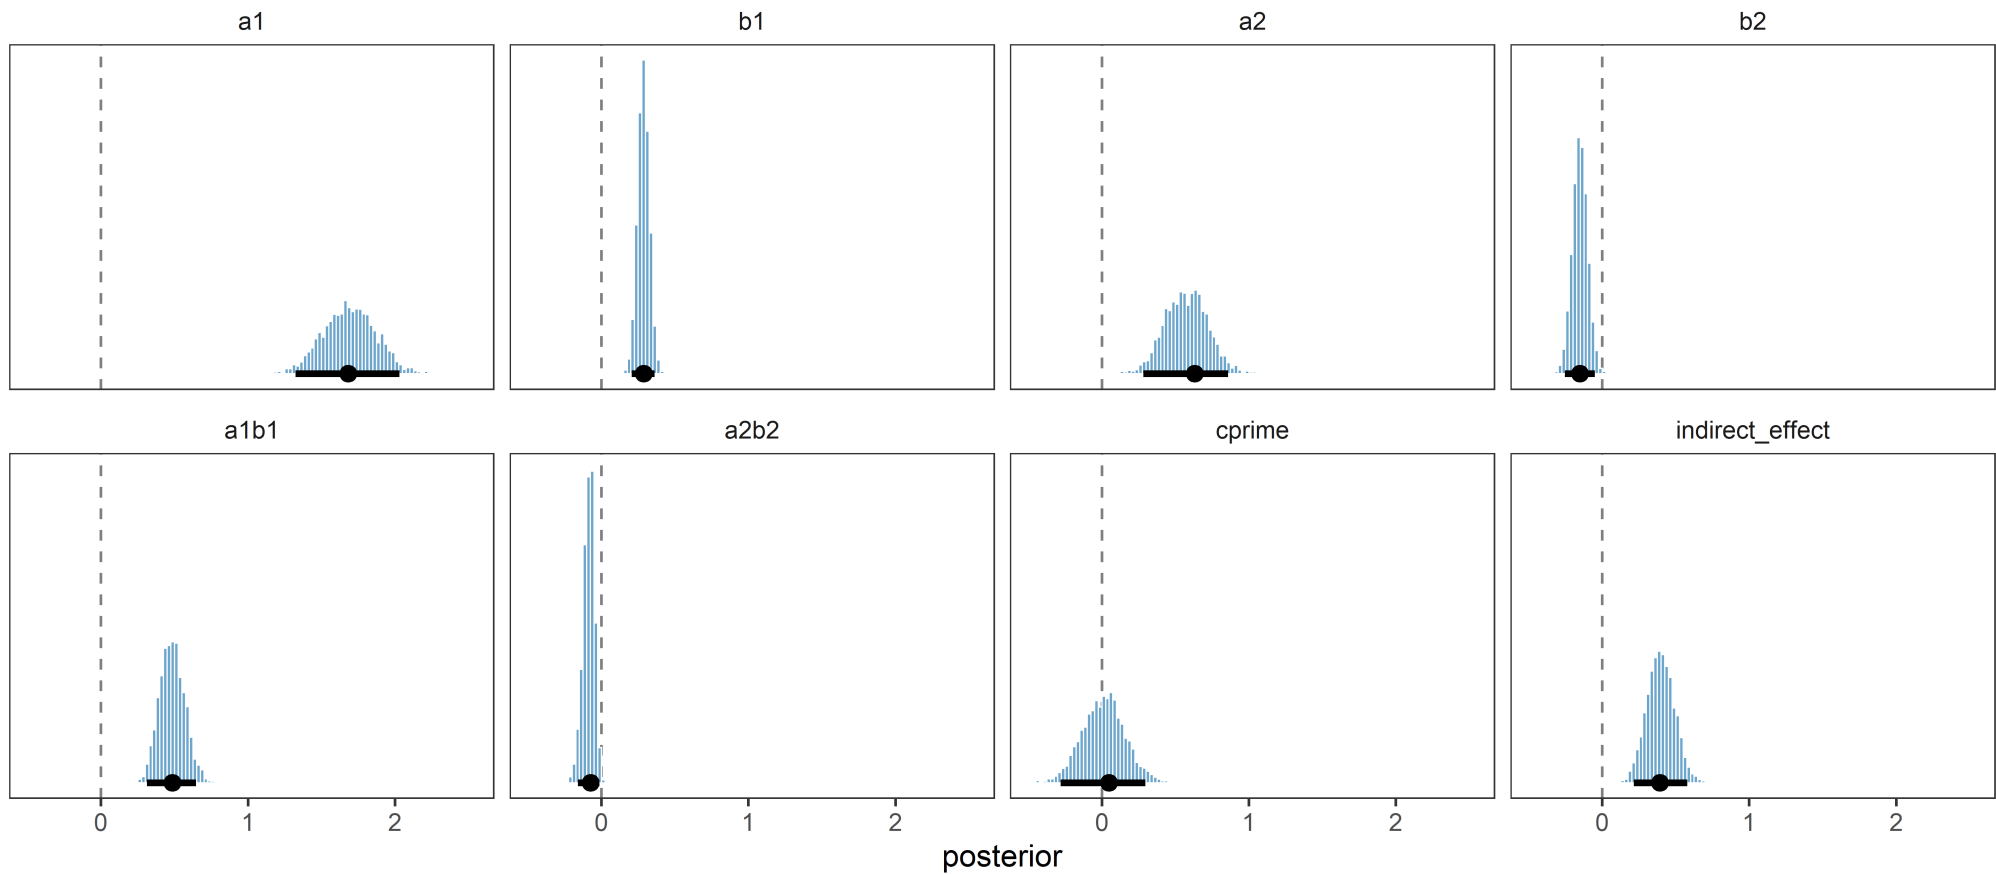 a1 b1 a2 b2
a1b1 a2b2 cprime indirect_effect
0 1 2 0 1 2 0 1 2 0 1 2
posterior